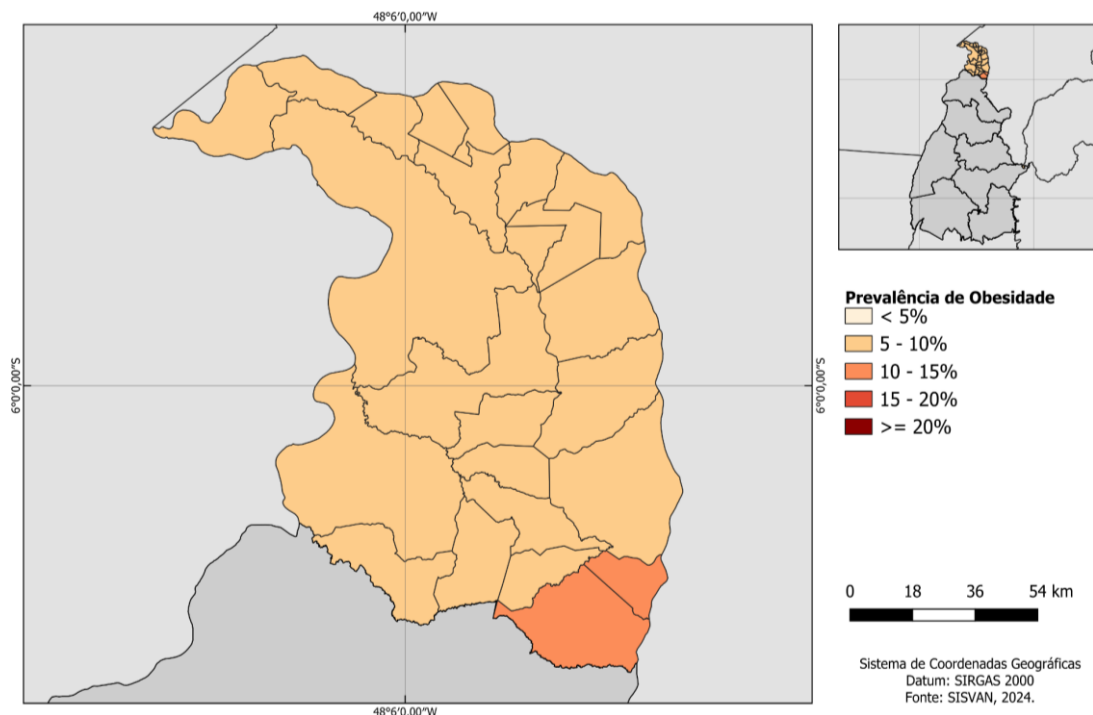 48°6'0,00"W
6°0'0,00"S
6°0'0,00"S
48°6'0,00"W
Prevalência de Obesidade
< 5%
5 - 10%
10 - 15%
15 - 20%
>= 20%
0 18 36 54 km
Sistema de Coordenadas Geográficas
Datum: SIRGAS 2000
Fonte: SISVAN, 2024.